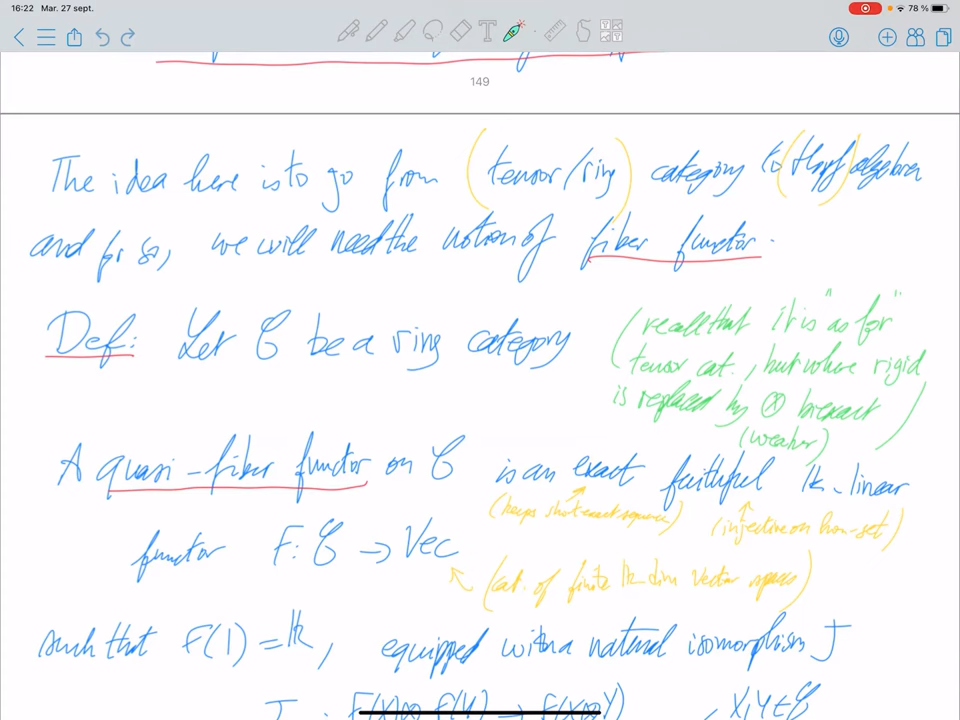 16:22 Mar. 27 sept.
78 %
149
The idea here is to go from (tensor/ring) category to (Hopf) algebra
and for so, we will need the notion of fiber functor.
Def: Let C be a ring category
(recall that it is "as for"
tensor cat., but where rigid
is replaced by ⊗ biexact
(weaker)
)
A quasi-fiber functor on C is an exact faithful k-linear
(keeps short exact sequence) (injective on hom-set)
functor F: C → Vec
(cat. of finite k-dim vector spaces)
such that F(1) = k, equipped with a natural isomorphism J
F(X)⊗F(Y) → F(X⊗Y) , X,Y ∈ C